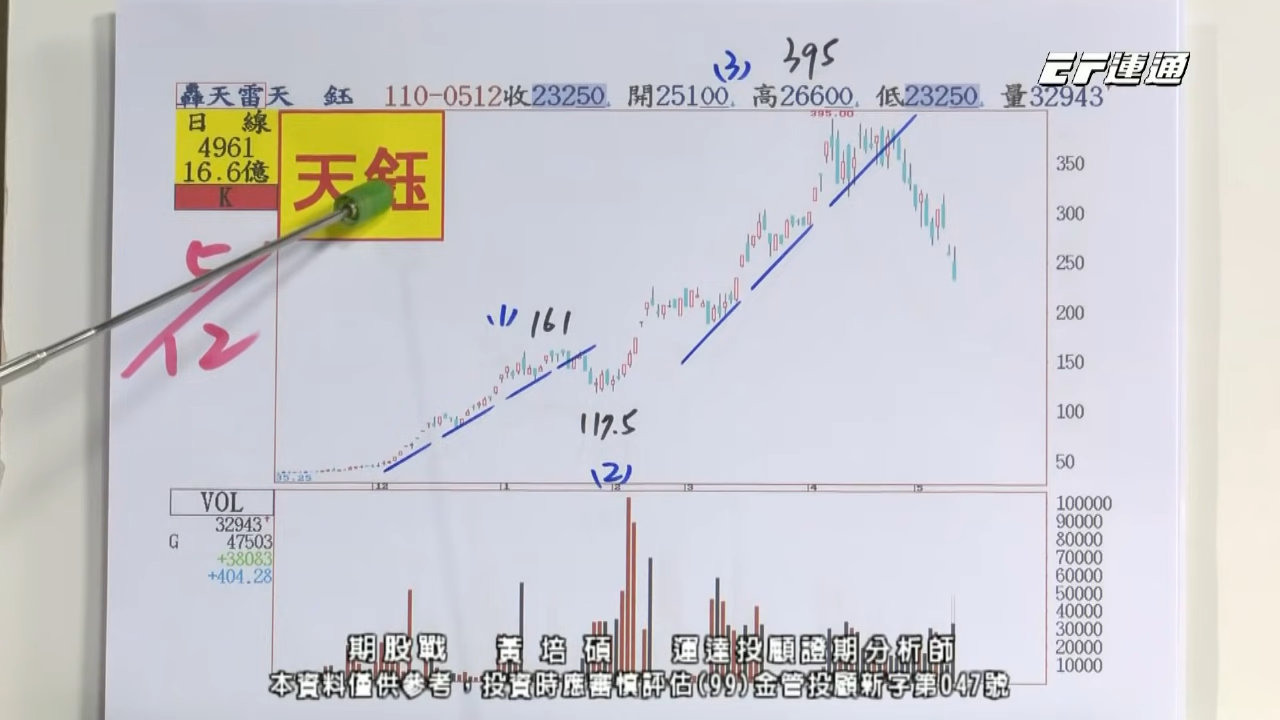 (3) 395
EF運通
轟天雷天 鈺 110-0512收23250 開25100 高26600 低23250 量32943
日 線
4961
16.6億
K
天鈺
5/12
395.00
350
300
250
200
150
100
50
(1) 161
117.5
(2)
35.25
12 1 2 3 4 5
VOL
32943
G 47503
+38083
+404.28
100000
90000
80000
70000
60000
50000
40000
30000
20000
10000
期股戰 黃培碩 運達投顧證期分析師
本資料僅供參考，投資時應審慎評估(99)金管投顧新字第047號